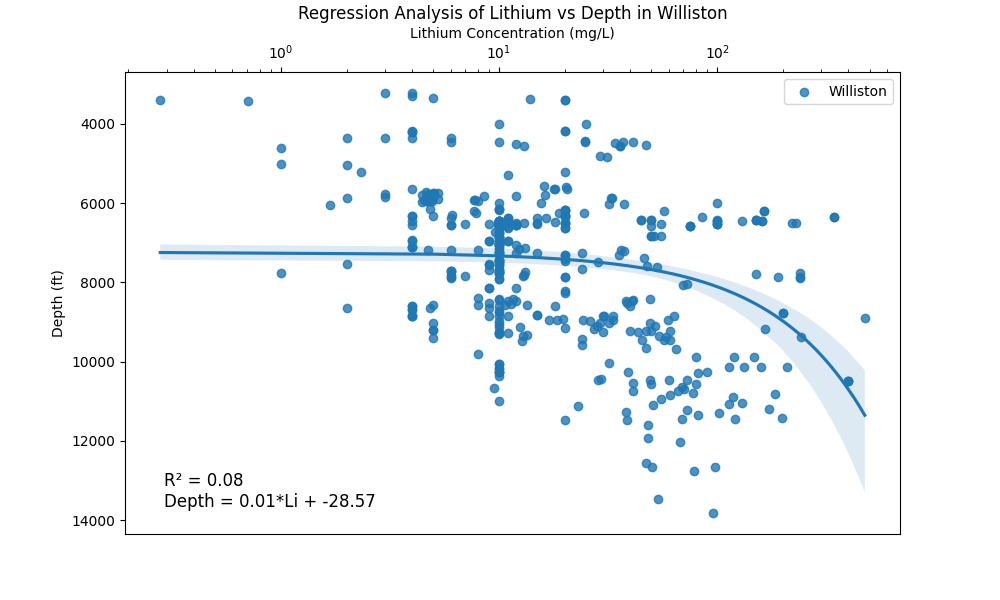 Regression Analysis of Lithium vs Depth in Williston
Lithium Concentration (mg/L)
10⁰ 10¹ 10²
Williston
4000
6000
8000
10000
12000
14000
Depth (ft)
R² = 0.08
Depth = 0.01*Li + -28.57